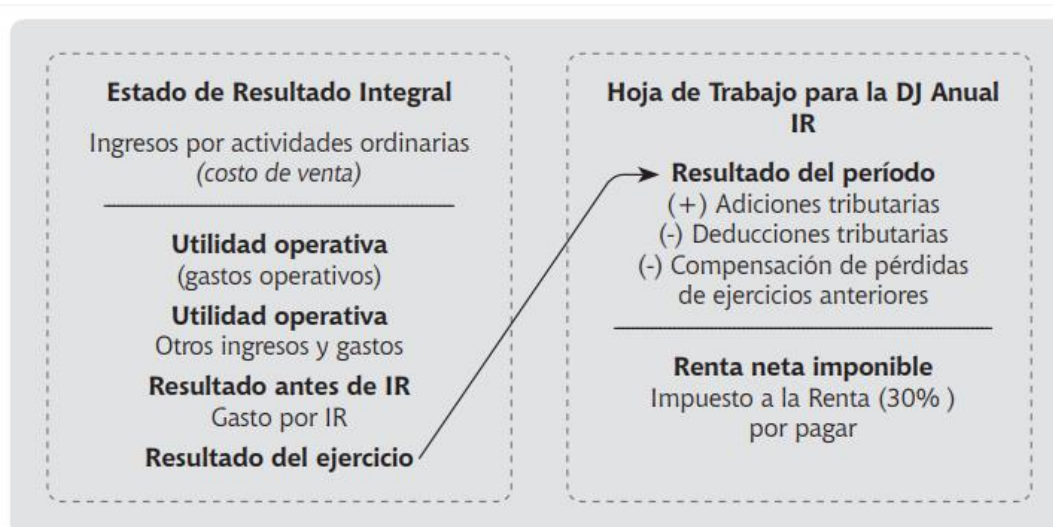 Estado de Resultado Integral
Ingresos por actividades ordinarias
(costo de venta)
Utilidad operativa
(gastos operativos)
Utilidad operativa
Otros ingresos y gastos
Resultado antes de IR
Gasto por IR
Resultado del ejercicio
Hoja de Trabajo para la DJ Anual
IR
Resultado del período
(+) Adiciones tributarias
(-) Deducciones tributarias
(-) Compensación de pérdidas
de ejercicios anteriores
Renta neta imponible
Impuesto a la Renta (30% )
por pagar